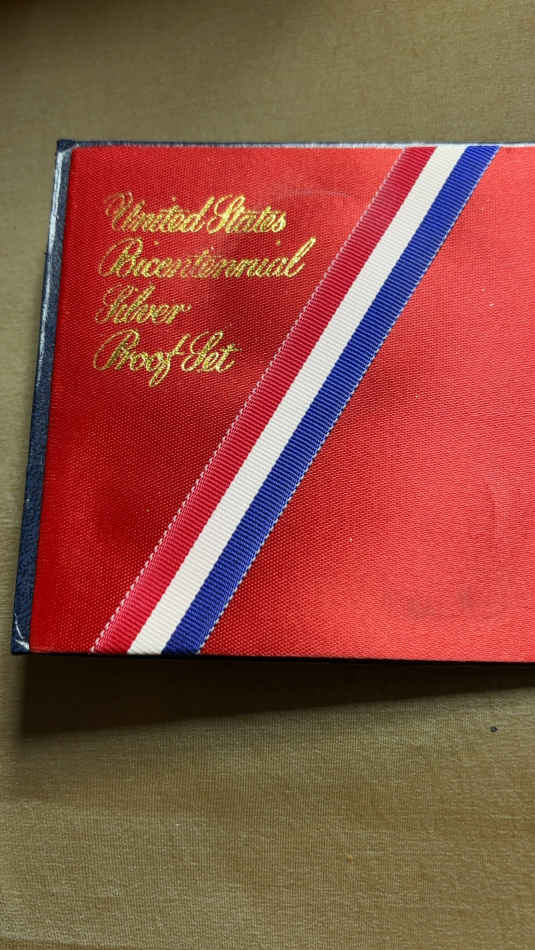 United States
Bicentennial
Silver
Proof Set